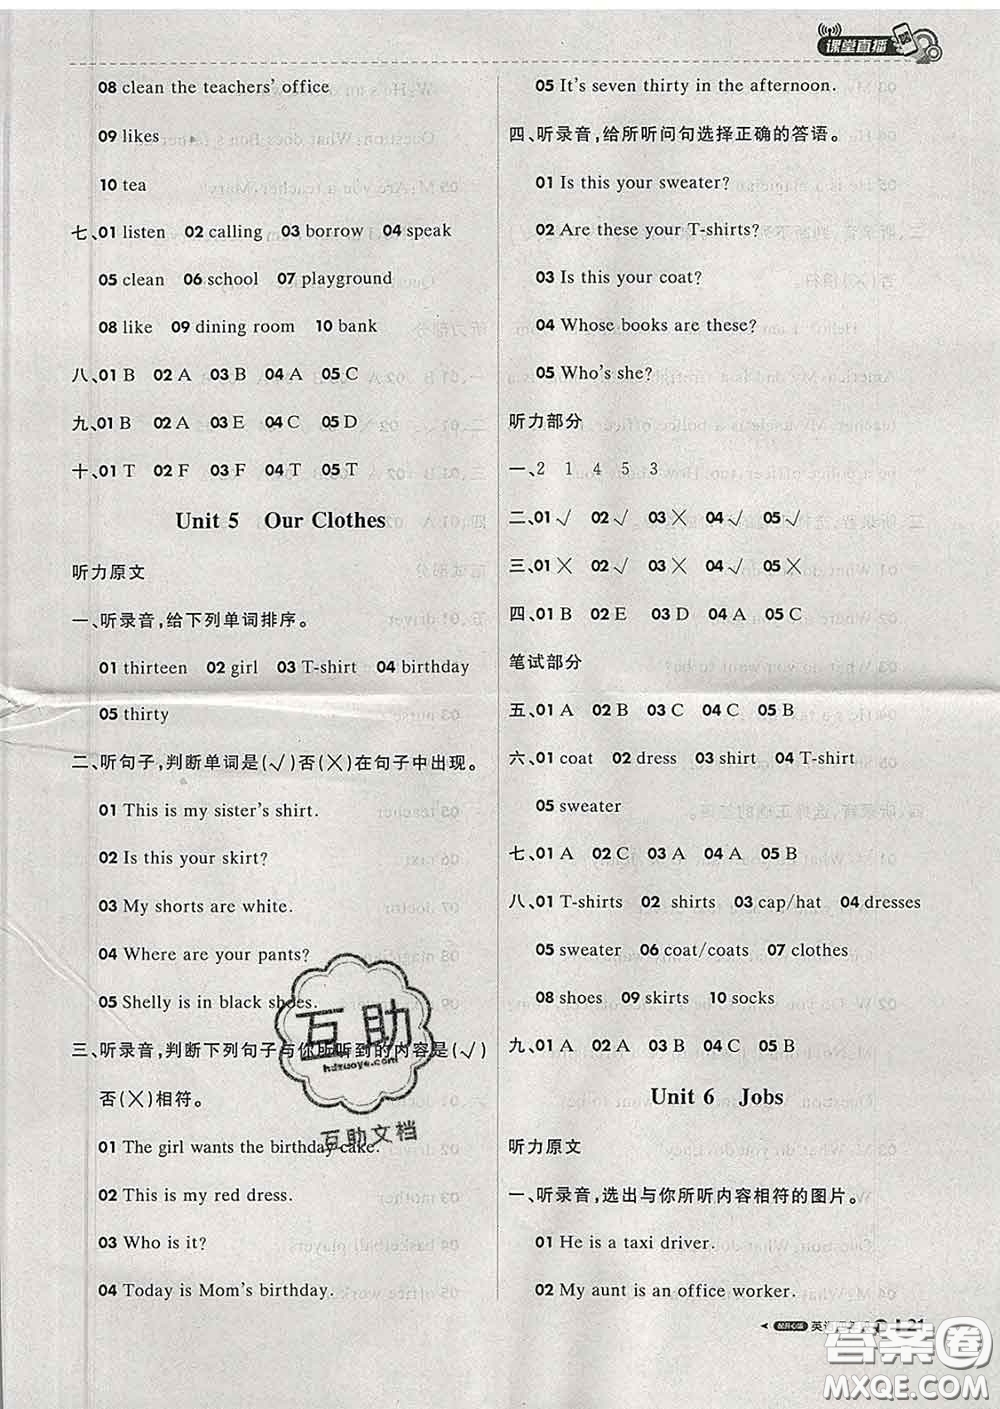 课堂直播
08 clean the teachers' office
09 likes
10 tea
七、01 listen 02 calling 03 borrow 04 speak
05 clean 06 school 07 playground
08 like 09 dining room 10 bank
八、01 B 02 A 03 B 04 A 05 C
九、01 B 02 A 03 E 04 C 05 D
十、01 T 02 F 03 F 04 T 05 T
Unit 5 Our Clothes
听力原文
一、听录音,给下列单词排序。
01 thirteen 02 girl 03 T-shirt 04 birthday
05 thirty
二、听句子,判断单词是(√)否(×)在句子中出现。
01 This is my sister's shirt.
02 Is this your skirt?
03 My shorts are white.
04 Where are your pants?
05 Shelly is in black shoes.
三、听录音,判断下列句子与你所听到的内容是(√)
否(×)相符。
01 The girl wants the birthday cake.
02 This is my red dress.
03 Who is it?
04 Today is Mom's birthday.
05 It's seven thirty in the afternoon.
四、听录音,给所听问句选择正确的答语。
01 Is this your sweater?
02 Are these your T-shirts?
03 Is this your coat?
04 Whose books are these?
05 Who's she?
听力部分
一、2 1 4 5 3
二、01 √ 02 √ 03 × 04 √ 05 √
三、01 × 02 √ 03 × 04 √ 05 ×
四、01 B 02 E 03 D 04 A 05 C
笔试部分
五、01 A 02 B 03 C 04 C 05 B
六、01 coat 02 dress 03 shirt 04 T-shirt
05 sweater
七、01 A 02 C 03 A 04 A 05 B
八、01 T-shirts 02 shirts 03 cap/hat 04 dresses
05 sweater 06 coat/coats 07 clothes
08 shoes 09 skirts 10 socks
九、01 C 02 A 03 B 04 C 05 B
Unit 6 Jobs
听力原文
一、听录音,选出与你所听内容相符的图片。
01 He is a taxi driver.
02 My aunt is an office worker.
配开心版 英语 21
互助
hdzuoye.com
互助文档
答案圈
MXQE.COM